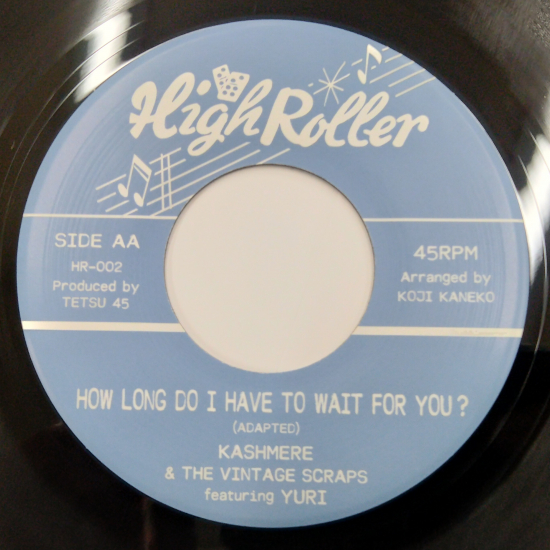 High Roller
SIDE AA
HR-002
Produced by
TETSU 45
45RPM
Arranged by
KOJI KANEKO
HOW LONG DO I HAVE TO WAIT FOR YOU?
(ADAPTED)
KASHMERE
& THE VINTAGE SCRAPS
featuring YURI